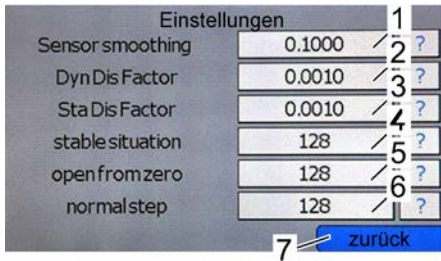 Einstellungen
1
Sensor smoothing 0.1000 ?
2
Dyn Dis Factor 0.0010 ?
3
Sta Dis Factor 0.0010 ?
4
stable situation 128 ?
5
open from zero 128 ?
6
normal step 128 ?
7 zurück